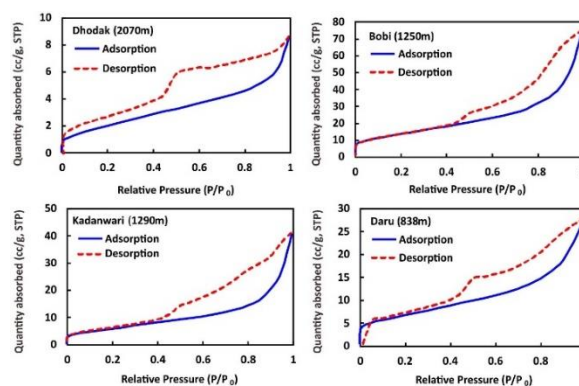 Dhodak (2070m)
Adsorption
Desorption
Quantity absorbed (cc/g, STP)
8
6
4
2
0
0 0.2 0.4 0.6 0.8 1
Relative Pressure (P/P₀)
Bobi (1250m)
Adsorption
Desorption
Quantity absorbed (cc/g, STP)
80
70
60
50
40
30
20
10
0
0 0.2 0.4 0.6 0.8
Relative Pressure (P/P₀)
Kadanwari (1290m)
Adsorption
Desorption
Quantity absorbed (cc/g, STP)
50
40
30
20
10
0
0 0.2 0.4 0.6 0.8 1
Relative Pressure (P/P₀)
Daru (838m)
Adsorption
Desorption
Quantity absorbed (cc/g, STP)
30
25
20
15
10
5
0
0 0.2 0.4 0.6 0.8
Relative Pressure (P/P₀)